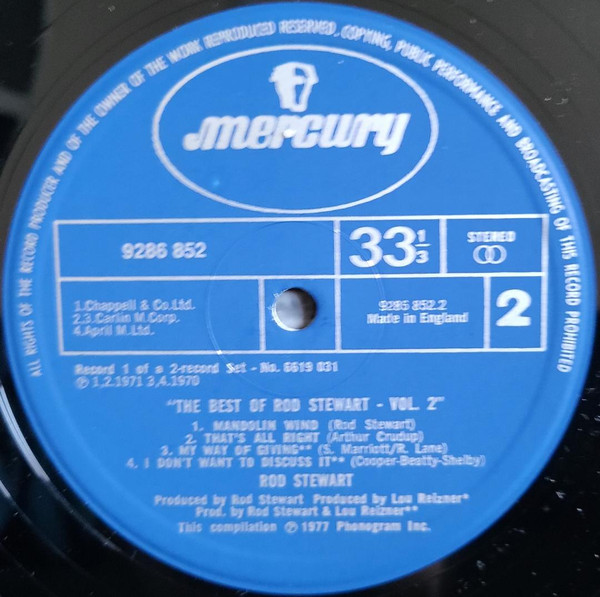 ALL RIGHTS OF THE RECORD PRODUCER AND OF THE OWNER OF THE WORK REPRODUCED RESERVED. COPYING, PUBLIC PERFORMANCE AND BROADCASTING OF THIS RECORD PROHIBITED
mercury
9286 852
33 1/3
STEREO
1.Chappell & Co.Ltd.
2.3.Carlin M.Corp.
4.April M.Ltd.
9286 852.2
Made in England
2
Record 1 of a 2-record Set - No. 6619 031
℗ 1,2.1971 3,4.1970
"THE BEST OF ROD STEWART - VOL. 2"
1. MANDOLIN WIND (Rod Stewart)
2. THAT'S ALL RIGHT (Arthur Crudup)
3. MY WAY OF GIVING** (S. Marriott/R. Lane)
4. I DON'T WANT TO DISCUSS IT** (Cooper-Beatty-Shelby)
ROD STEWART
Produced by Rod Stewart Produced by Lou Reizner*
Prod. by Rod Stewart & Lou Reizner**
This compilation ℗ 1977 Phonogram Inc.